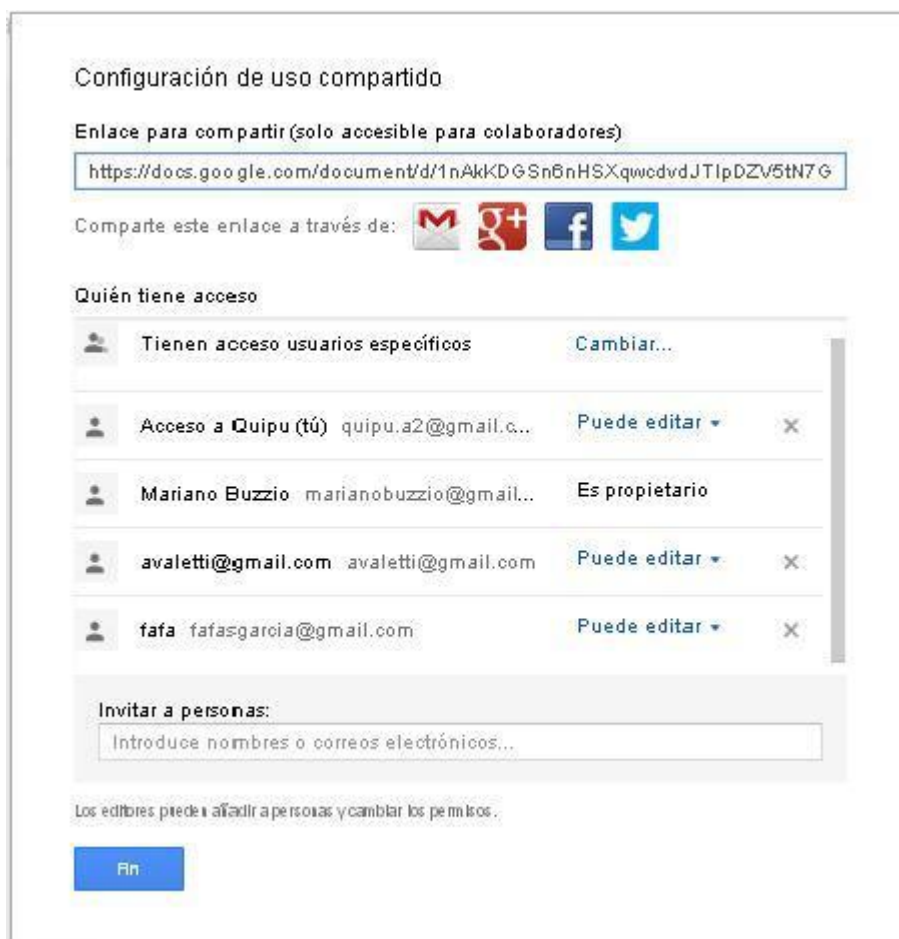 Configuración de uso compartido
Enlace para compartir (solo accesible para colaboradores)
https://docs.google.com/document/d/1nAkKDGSn6nHSXqwcdvdJTlpDZV5tN7G
Comparte este enlace a través de:
Quién tiene acceso
Tienen acceso usuarios específicos Cambiar...
Acceso a Quipu (tú) quipu.a2@gmail.c... Puede editar
Mariano Buzzio marianobuzzio@gmail... Es propietario
avaletti@gmail.com avaletti@gmail.com Puede editar
fafa fafasgarcia@gmail.com Puede editar
Invitar a personas:
Introduce nombres o correos electrónicos...
Los editores pueden añadir a personas y cambiar los permisos.
Fin